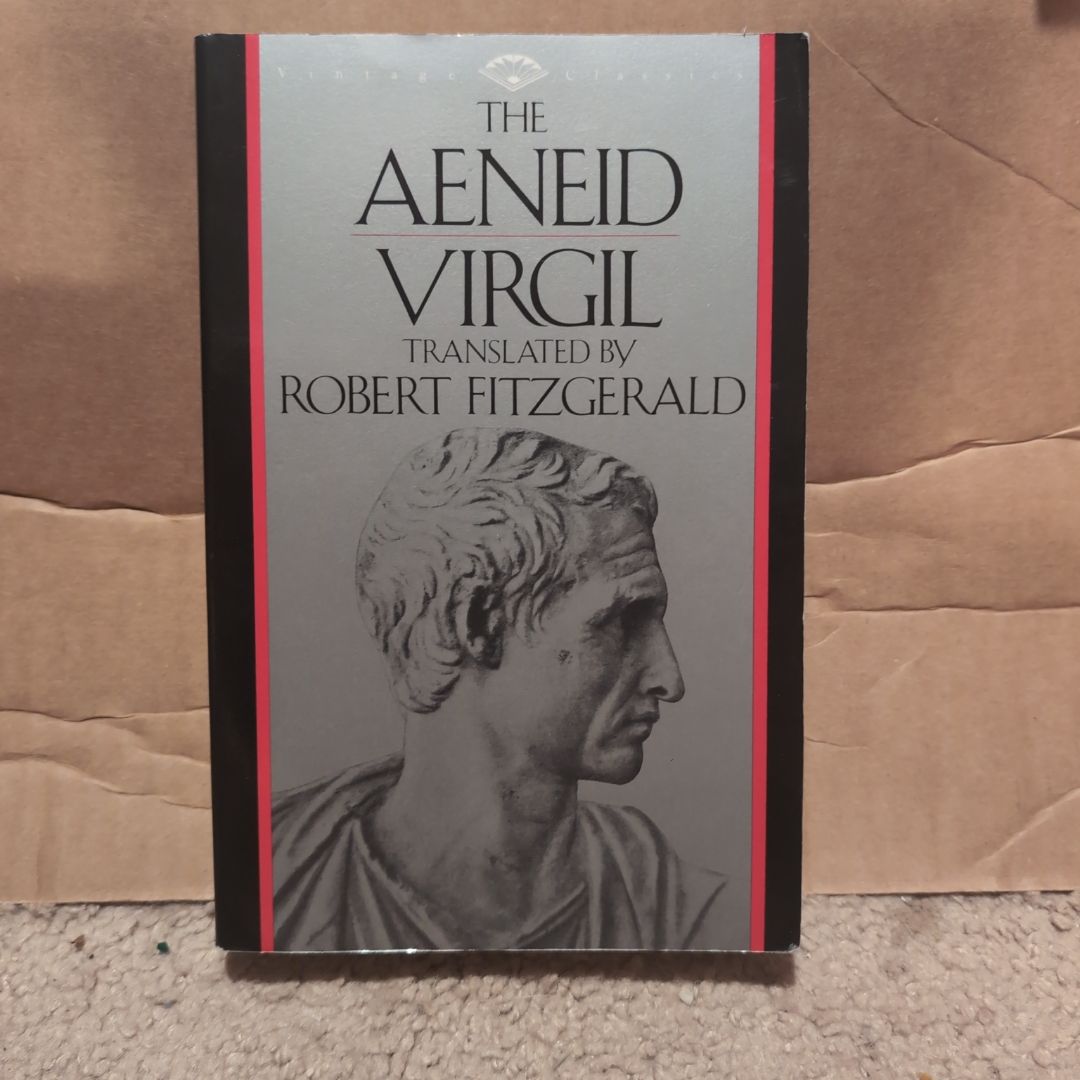 Vintage Classics
THE
AENEID
VIRGIL
TRANSLATED BY
ROBERT FITZGERALD